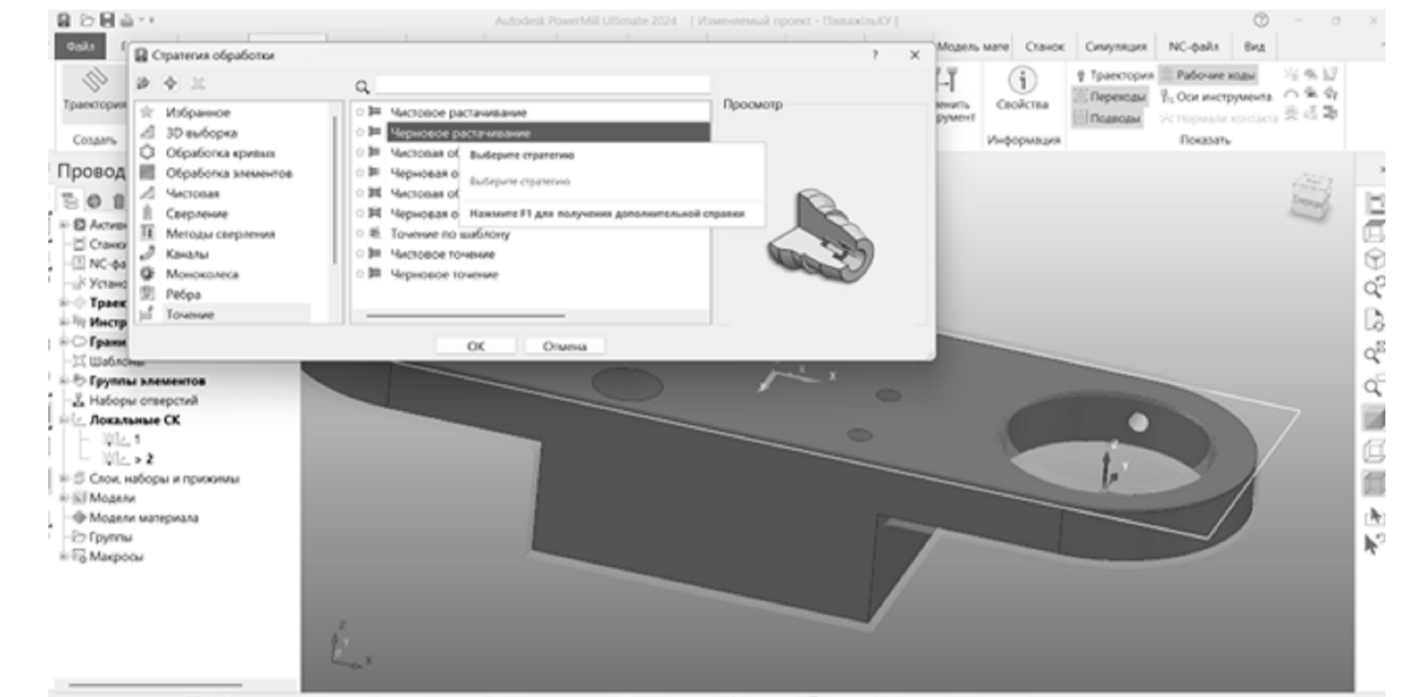 Autodesk PowerMill Ultimate 2024 [ Изменяемый проект - ПіважільКУ ]
Файл
Модель мате Станок Симуляция NC-файл Вид
Стратегия обработки
? ×
Траектория
Создать
Избранное
3D-выборка
Обработка кривых
Обработка элементов
Чистовая
Сверление
Методы сверления
Каналы
Моноколеса
Рёбра
Точение
Чистовое растачивание
Черновое растачивание
Чистовая об
Черновая о
Чистовая об
Черновая о
Точение по шаблону
Чистовое точение
Черновое точение
Выберите стратегию
Выберите стратегию
Нажмите F1 для получения дополнительной справки
Просмотр
OK Отмена
Свойства
Информация
Траектория Рабочие ходы
Переходы Оси инструмента
Подводы Нормали контакта
Показать
Провод
Активн
Станки
NC-фа
Устано
Траек
Инстр
Грани
Шаблоны
Группы элементов
Наборы отверстий
Локальные СК
1
> 2
Слои, наборы и прижимы
Модели
Модели материала
Группы
Макросы
X
X
Z
Y
Z
Y
X